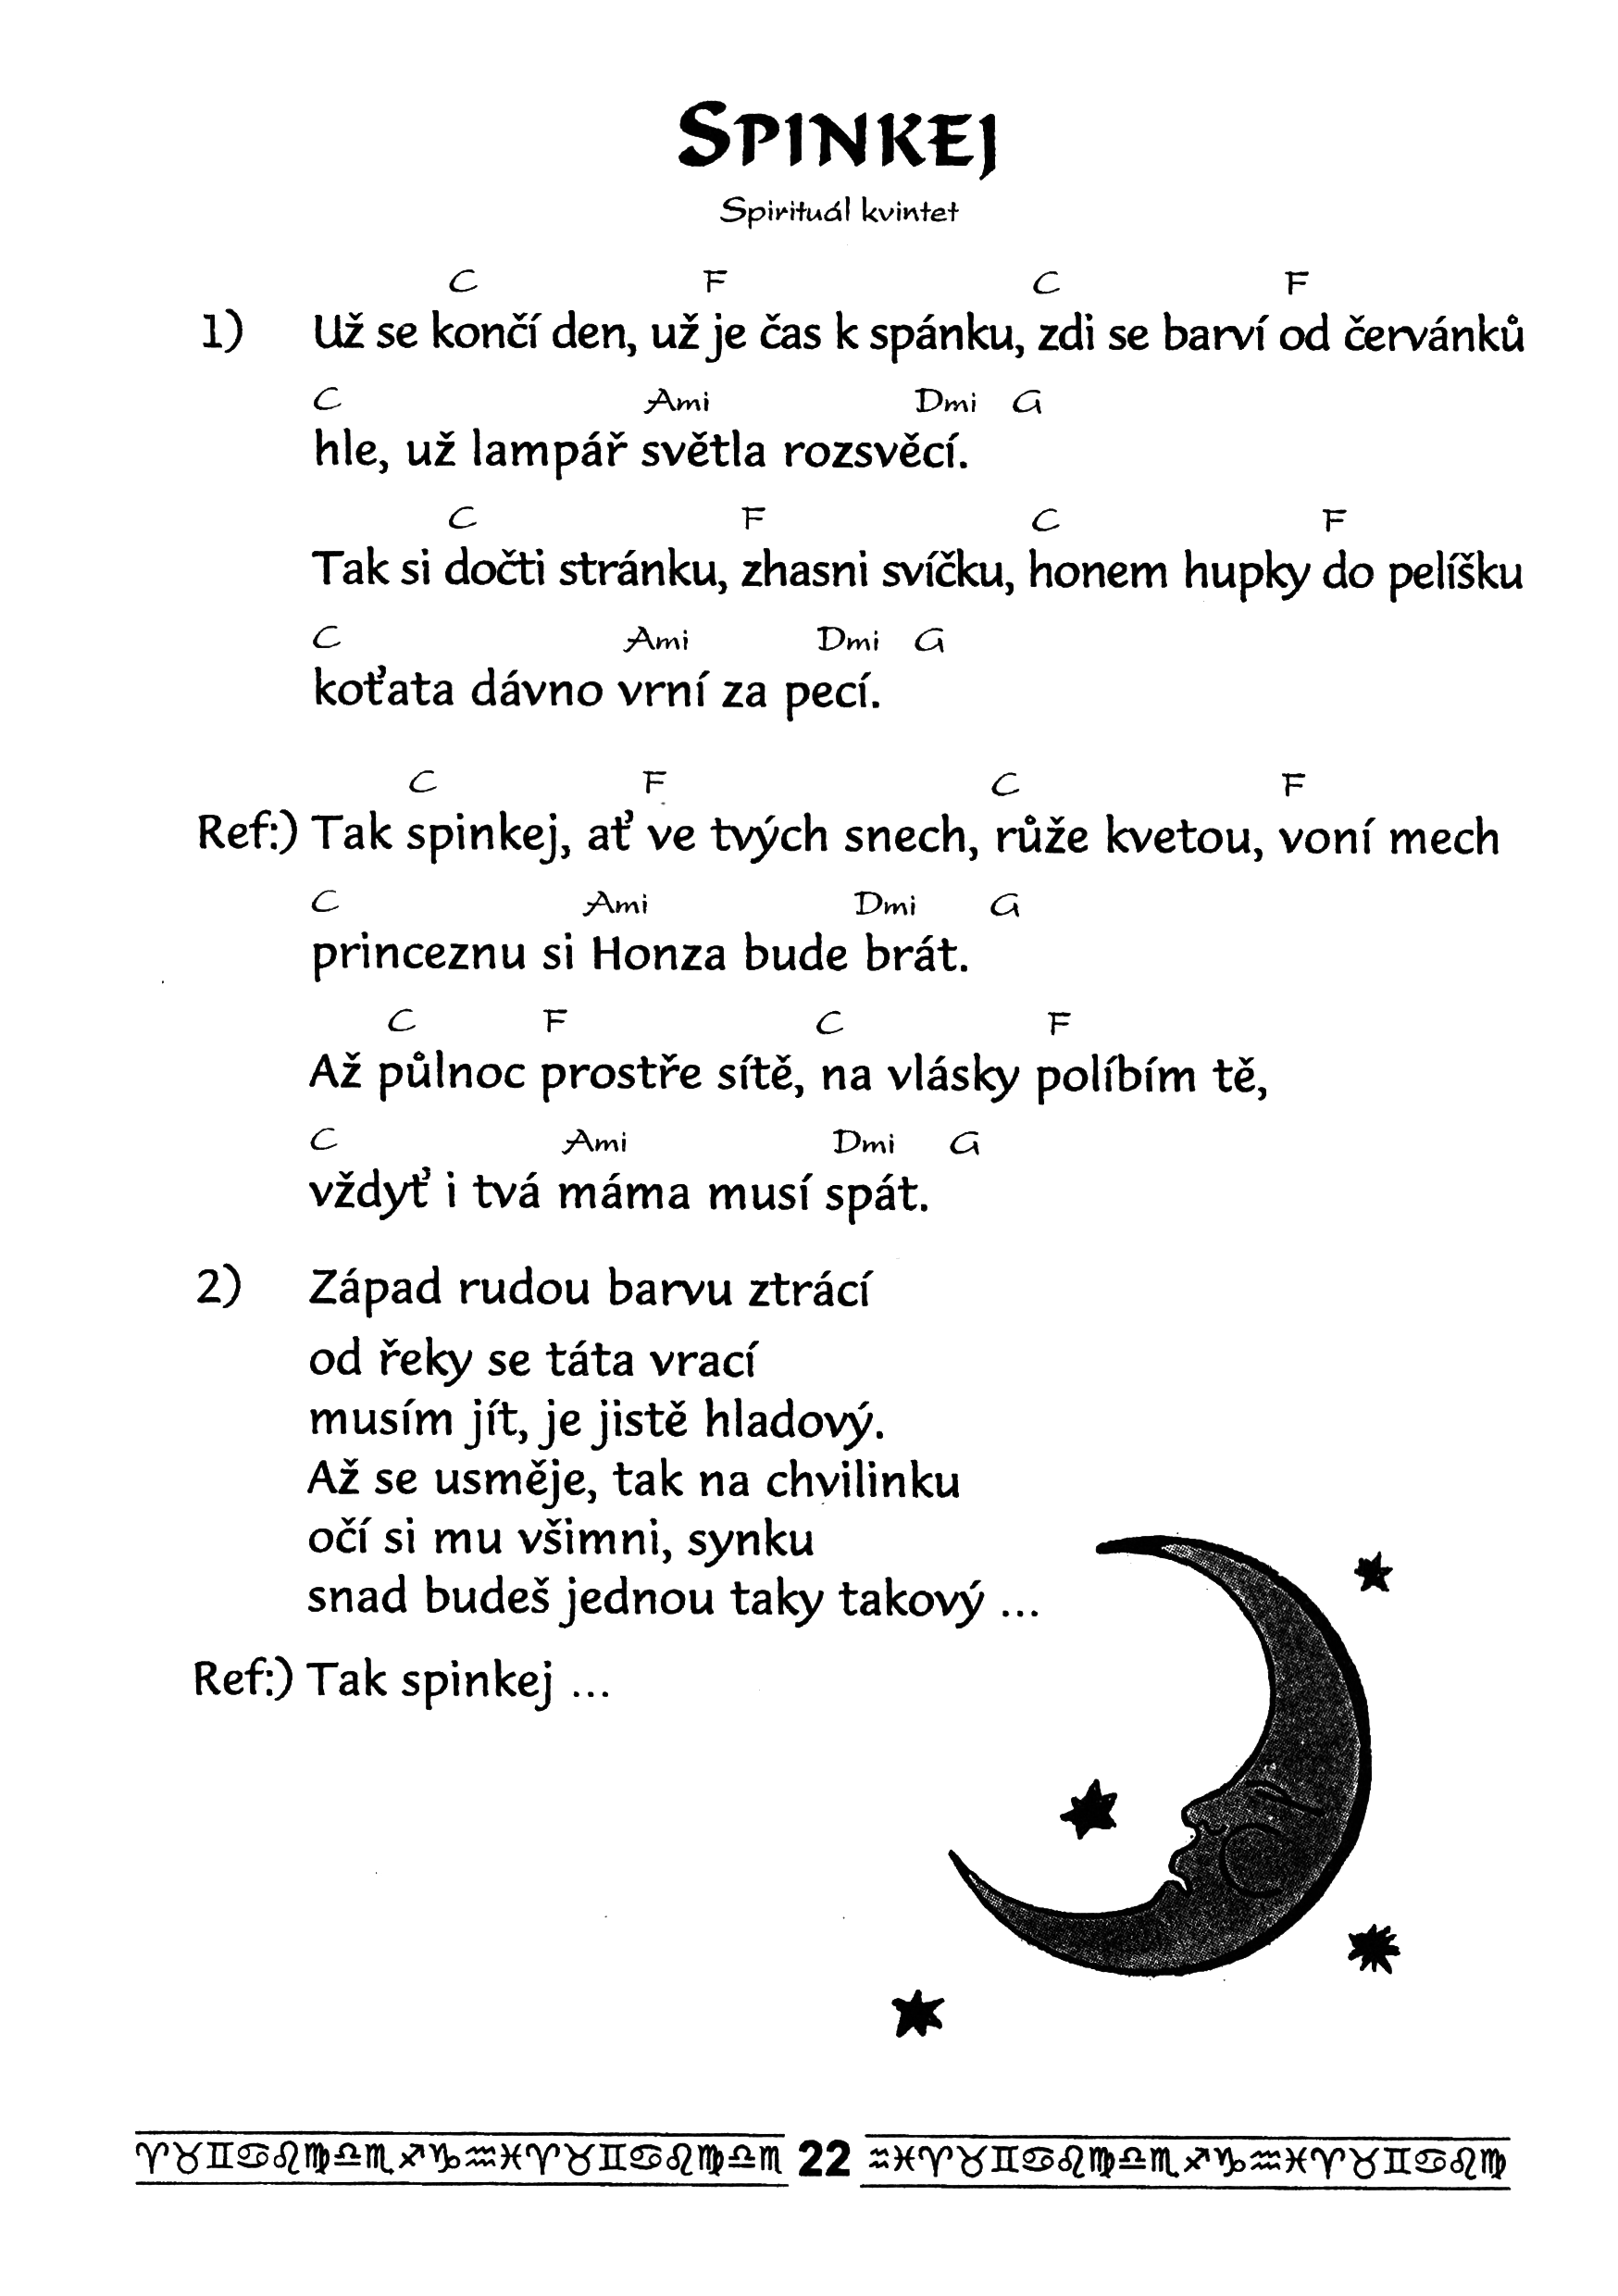 SPINKEJ
Spirituál kvintet
C F C F
1) Už se končí den, už je čas k spánku, zdi se barví od červánků
C Ami Dmi G
hle, už lampář světla rozsvěcí.
C F C F
Tak si dočti stránku, zhasni svíčku, honem hupky do pelíšku
C Ami Dmi G
koťata dávno vrní za pecí.
C F C F
Ref:) Tak spinkej, ať ve tvých snech, růže kvetou, voní mech
C Ami Dmi G
princeznu si Honza bude brát.
C F C F
Až půlnoc prostře sítě, na vlásky políbím tě,
C Ami Dmi G
vždyť i tvá máma musí spát.
2) Západ rudou barvu ztrácí
od řeky se táta vrací
musím jít, je jistě hladový.
Až se usměje, tak na chvilinku
očí si mu všimni, synku
snad budeš jednou taky takový ...
Ref:) Tak spinkej ...
♈♉♊♋♌♍♎♏♐♑♒♓♈♉♊♋♌♍♎♏ 22 ♒♓♈♉♊♋♌♍♎♏♐♑♒♓♈♉♊♋♌♍